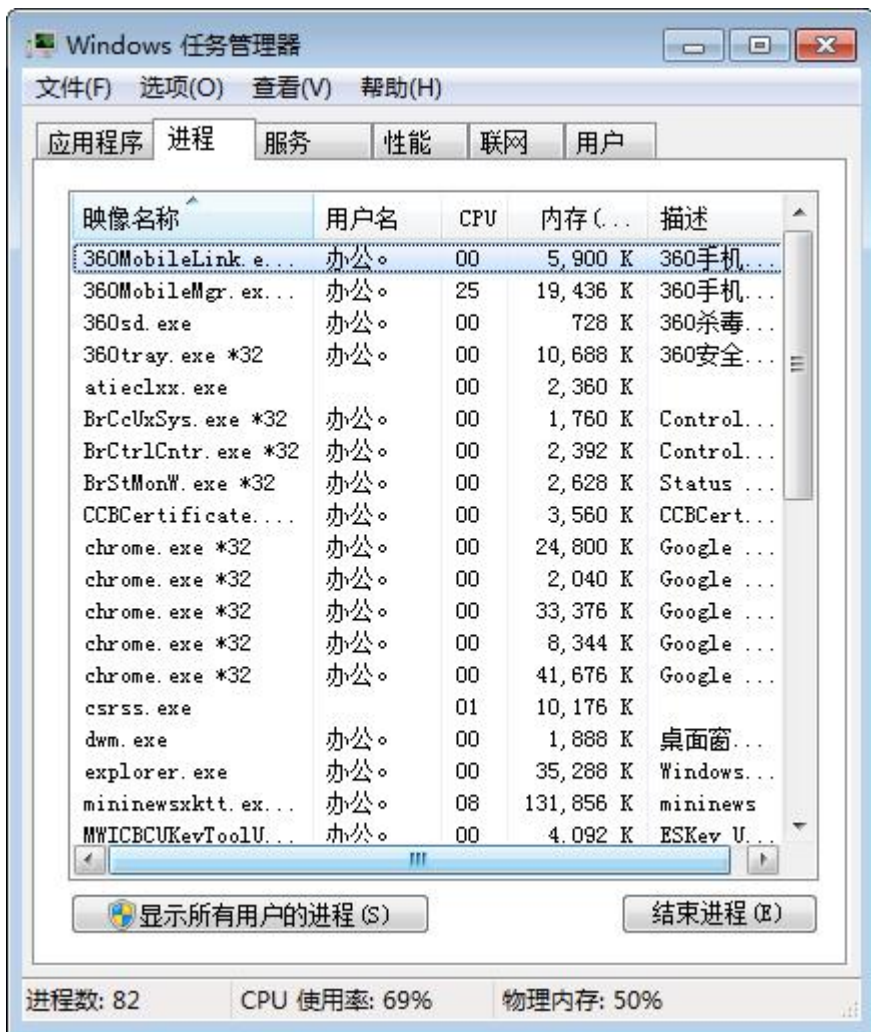 Windows 任务管理器
文件(F) 选项(O) 查看(V) 帮助(H)
应用程序 进程 服务 性能 联网 用户
映像名称 用户名 CPU 内存(... 描述
360MobileLink.e... 办公。 00 5,900 K 360手机...
360MobileMgr.ex... 办公。 25 19,436 K 360手机...
360sd.exe 办公。 00 728 K 360杀毒...
360tray.exe *32 办公。 00 10,688 K 360安全...
atieclxx.exe 00 2,360 K
BrCcUxSys.exe *32 办公。 00 1,760 K Control...
BrCtrlCntr.exe *32 办公。 00 2,392 K Control...
BrStMonW.exe *32 办公。 00 2,628 K Status ...
CCBCertificate.... 办公。 00 3,560 K CCBCert...
chrome.exe *32 办公。 00 24,800 K Google ...
chrome.exe *32 办公。 00 2,040 K Google ...
chrome.exe *32 办公。 00 33,376 K Google ...
chrome.exe *32 办公。 00 8,344 K Google ...
chrome.exe *32 办公。 00 41,676 K Google ...
csrss.exe 01 10,176 K
dwm.exe 办公。 00 1,888 K 桌面窗...
explorer.exe 办公。 00 35,288 K Windows...
mininewsxktt.ex... 办公。 08 131,856 K mininews
MWICBCUKeyToolU... 办公。 00 4,092 K ESKey U...
显示所有用户的进程(S) 结束进程(E)
进程数: 82 CPU 使用率: 69% 物理内存: 50%